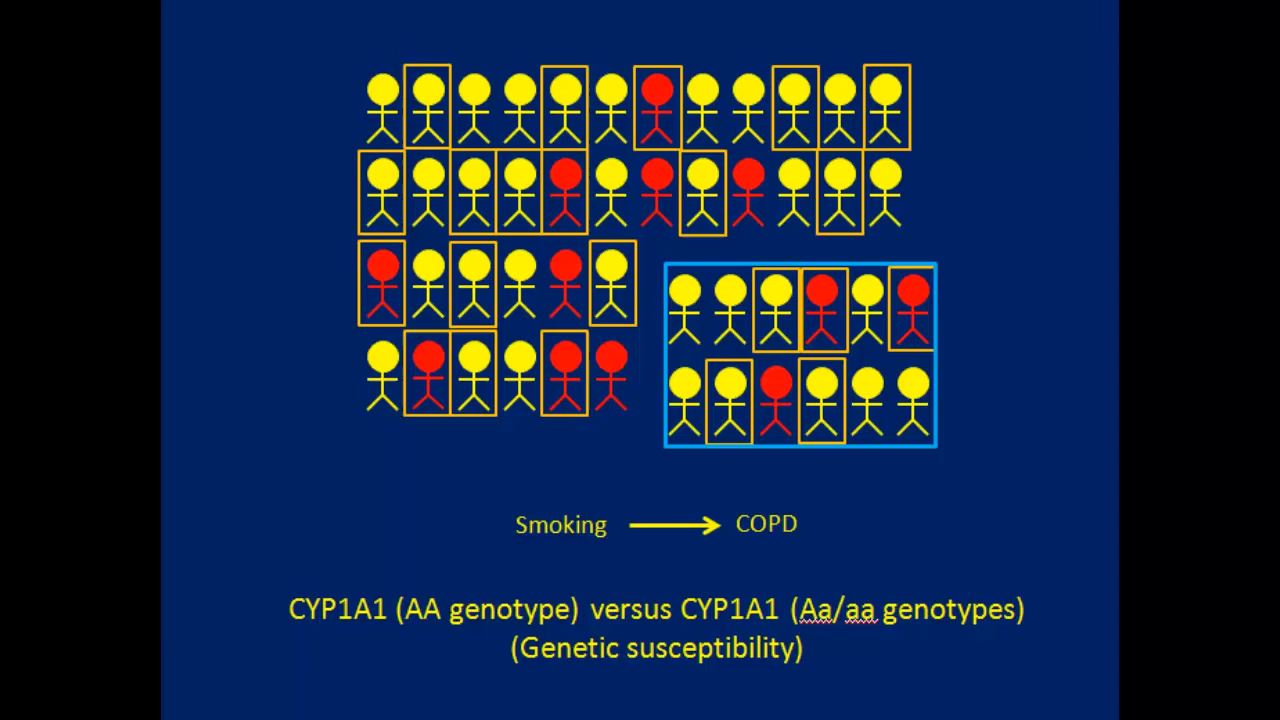 Smoking COPD
CYP1A1 (AA genotype) versus CYP1A1 (Aa/aa genotypes)
(Genetic susceptibility)